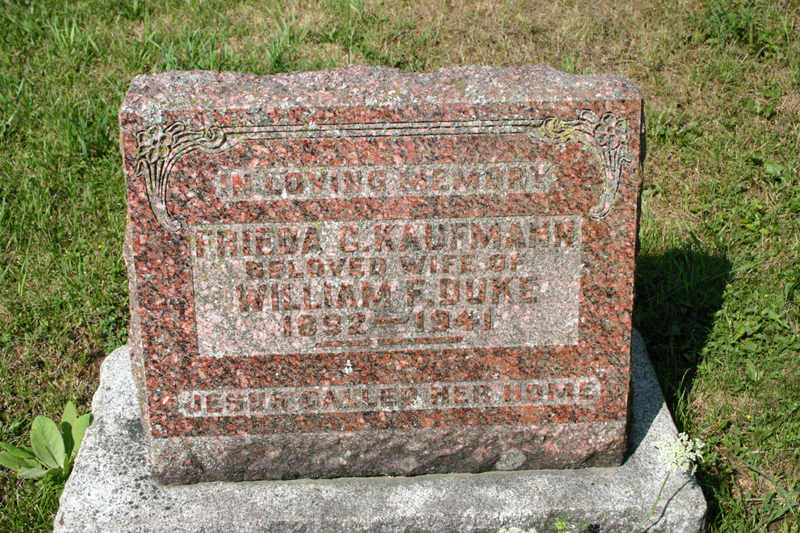 IN LOVING MEMORY
FRIEDA G. KAUFMANN
BELOVED WIFE OF
WILLIAM F. DUKE
1892 — 1941
JESUS CALLED HER HOME